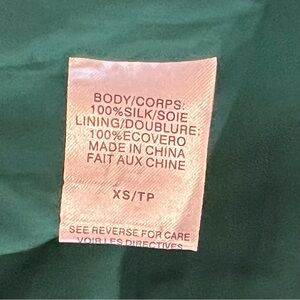 BODY/CORPS:
100%SILK/SOIE
LINING/DOUBLURE:
100%ECOVERO
MADE IN CHINA
FAIT AUX CHINE
XS/TP
SEE REVERSE FOR CARE
VOIR LES DIRECTIVES